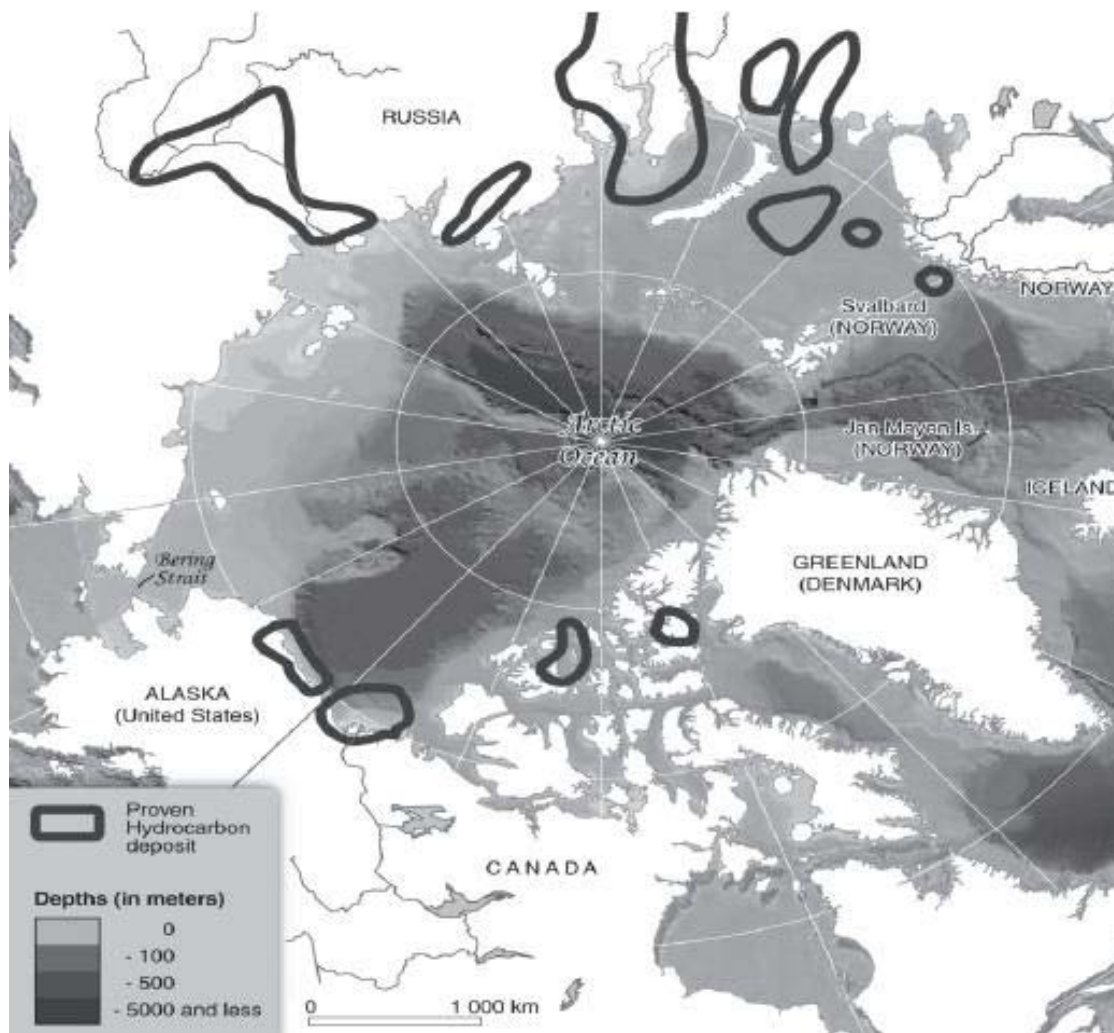 RUSSIA
NORWAY
Svalbard
(NORWAY)
Arctic
Ocean
Jan Mayen Is.
(NORWAY)
ICELAND
Bering
Strait
GREENLAND
(DENMARK)
ALASKA
(United States)
CANADA
Proven
Hydrocarbon
deposit
Depths (in meters)
0
- 100
- 500
- 5000 and less
0 1 000 km